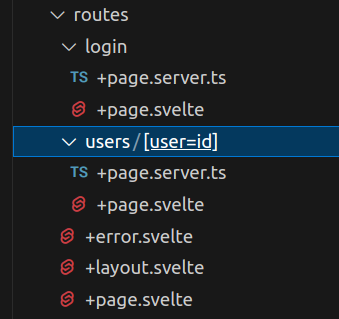 routes
login
TS +page.server.ts
+page.svelte
users/[user=id]
TS +page.server.ts
+page.svelte
+error.svelte
+layout.svelte
+page.svelte